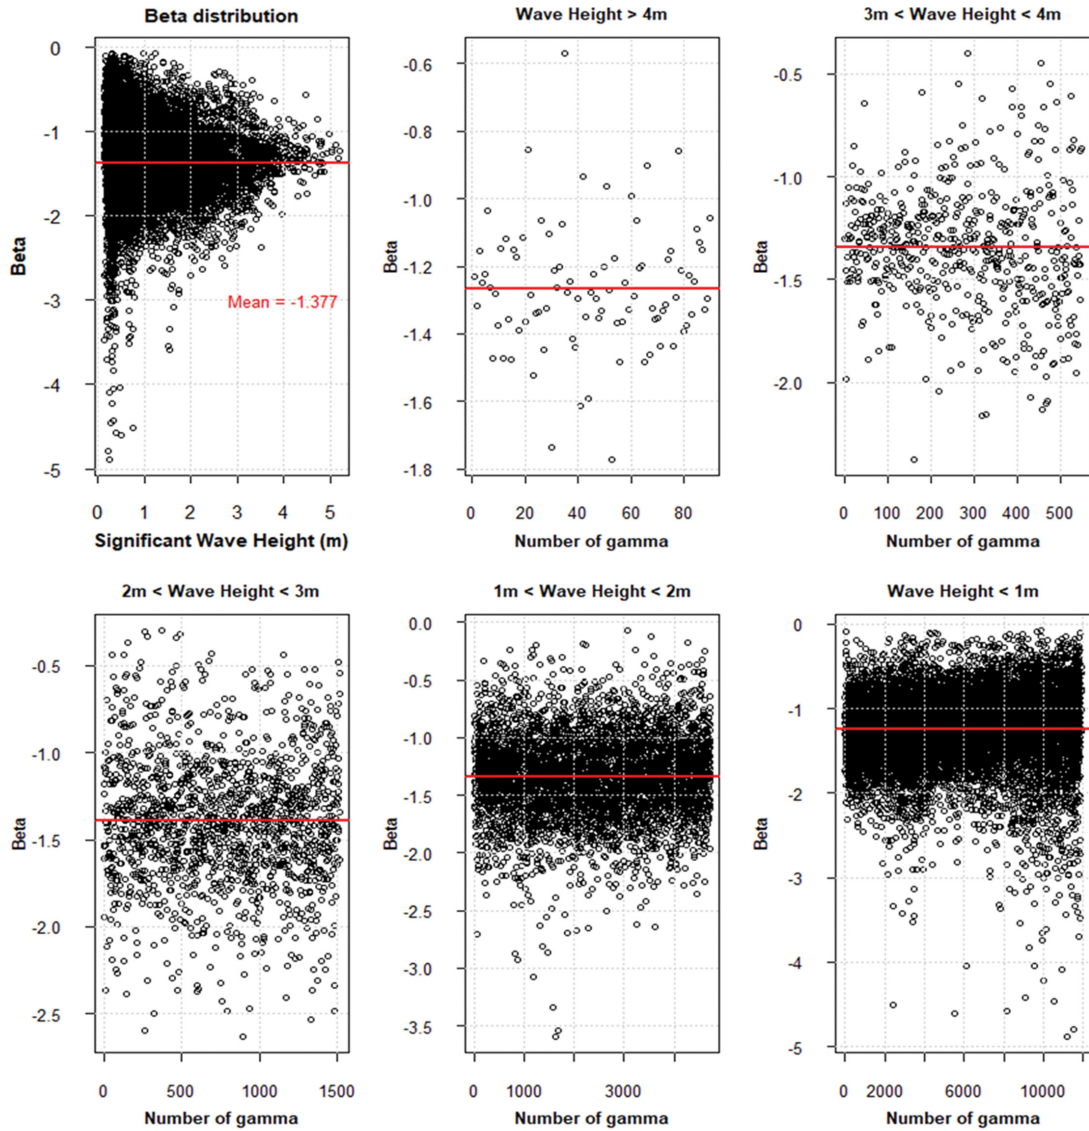 Beta distribution
0
-1
-2
-3
-4
-5
Beta
Mean = -1.377
0 1 2 3 4 5
Significant Wave Height (m)
Wave Height > 4m
-0.6
-0.8
-1.0
-1.2
-1.4
-1.6
-1.8
Beta
0 20 40 60 80
Number of gamma
3m < Wave Height < 4m
-0.5
-1.0
-1.5
-2.0
Beta
0 100 200 300 400 500
Number of gamma
2m < Wave Height < 3m
-0.5
-1.0
-1.5
-2.0
-2.5
Beta
0 500 1000 1500
Number of gamma
1m < Wave Height < 2m
0.0
-0.5
-1.0
-1.5
-2.0
-2.5
-3.0
-3.5
Beta
0 1000 3000
Number of gamma
Wave Height < 1m
0
-1
-2
-3
-4
-5
Beta
0 2000 6000 10000
Number of gamma